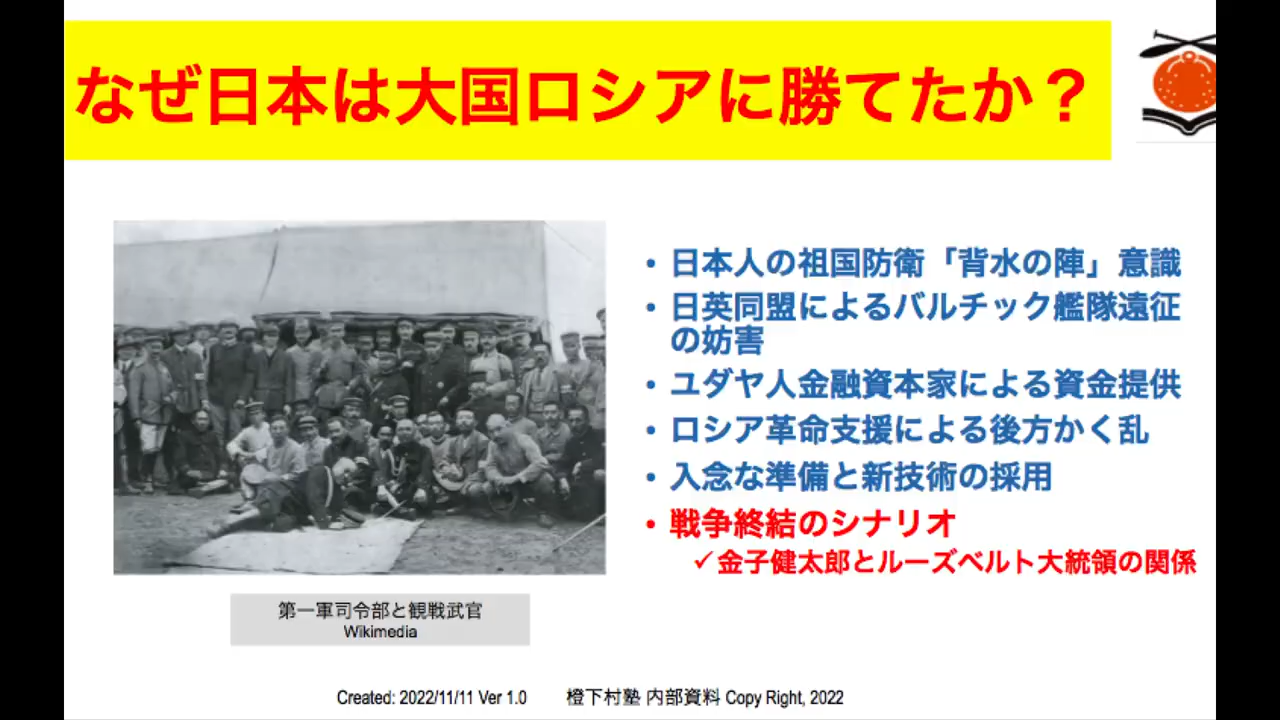 なぜ日本は大国ロシアに勝てたか？
・日本人の祖国防衛「背水の陣」意識
・日英同盟によるバルチック艦隊遠征
の妨害
・ユダヤ人金融資本家による資金提供
・ロシア革命支援による後方かく乱
・入念な準備と新技術の採用
・戦争終結のシナリオ
✓金子健太郎とルーズベルト大統領の関係
第一軍司令部と観戦武官
Wikimedia
Created: 2022/11/11 Ver 1.0 橙下村塾 内部資料 Copy Right, 2022